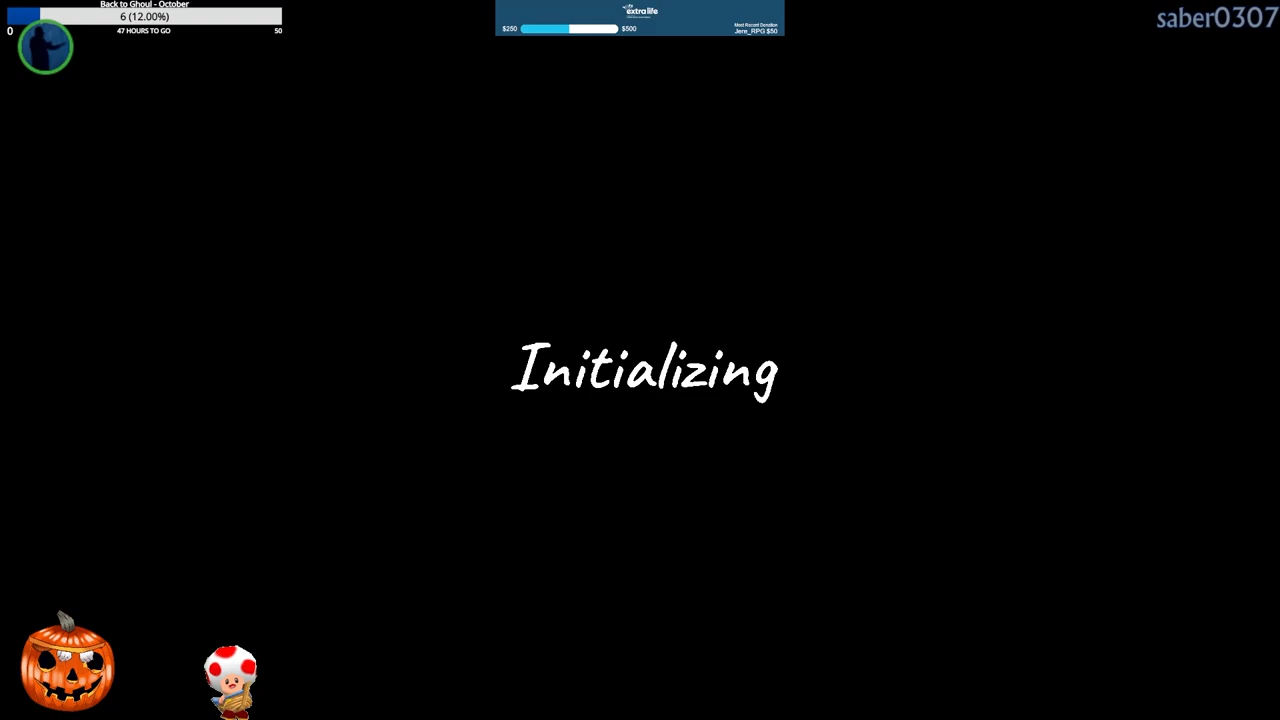 Back to Ghoul - October
6 (12.00%)
0
47 HOURS TO GO
50
extra life
$250
$500
Most Recent Donation
Jens_RPG $50
saber0307
Initializing